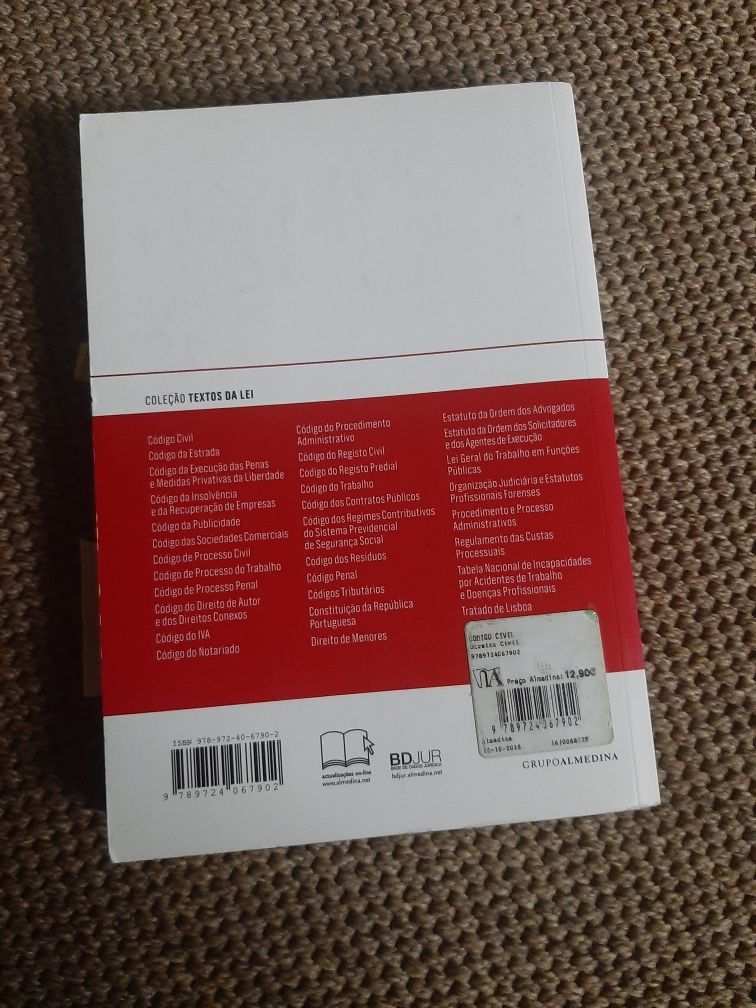 COLEÇÃO TEXTOS DA LEI
Código Civil
Código da Estrada
Código da Execução das Penas
e Medidas Privativas da Liberdade
Código da Insolvência
e da Recuperação de Empresas
Código da Publicidade
Código das Sociedades Comerciais
Código de Processo Civil
Código de Processo do Trabalho
Código de Processo Penal
Código do Direito de Autor
e dos Direitos Conexos
Código do IVA
Código do Notariado
Código do Procedimento
Administrativo
Código do Registo Civil
Código do Registo Predial
Código do Trabalho
Código dos Contratos Públicos
Código dos Regimes Contributivos
do Sistema Previdencial
de Segurança Social
Código dos Resíduos
Código Penal
Códigos Tributários
Constituição da República
Portuguesa
Direito de Menores
Estatuto da Ordem dos Advogados
Estatuto da Ordem dos Solicitadores
e dos Agentes de Execução
Lei Geral do Trabalho em Funções
Públicas
Organização Judiciária e Estatutos
Profissionais Forenses
Procedimento e Processo
Administrativos
Regulamento das Custas
Processuais
Tabela Nacional de Incapacidades
por Acidentes de Trabalho
e Doenças Profissionais
Tratado de Lisboa
CODIGO CIVIL
Direito Civil
9789724067902
Preço Almedina: 12,90€
9 789724 067902
Almedina
10-10-2016
ISBN 978-972-40-6790-2
9 789724 067902
actualizações on-line
www.almedina.net
BDJUR
BASE DE DADOS JURÍDICA
bdjur.almedina.net
GRUPOALMEDINA